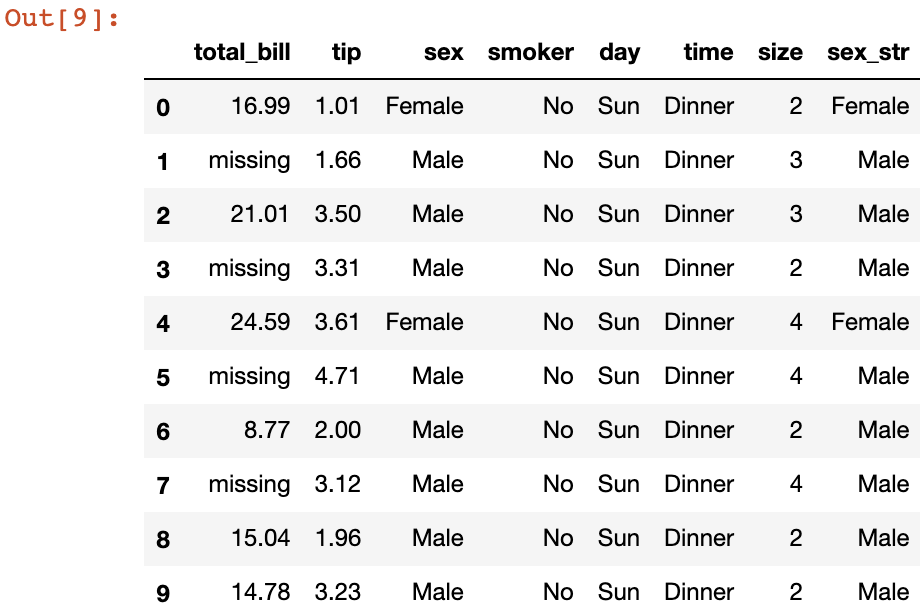 Out[9]:
total_bill tip sex smoker day time size sex_str
0 16.99 1.01 Female No Sun Dinner 2 Female
1 missing 1.66 Male No Sun Dinner 3 Male
2 21.01 3.50 Male No Sun Dinner 3 Male
3 missing 3.31 Male No Sun Dinner 2 Male
4 24.59 3.61 Female No Sun Dinner 4 Female
5 missing 4.71 Male No Sun Dinner 4 Male
6 8.77 2.00 Male No Sun Dinner 2 Male
7 missing 3.12 Male No Sun Dinner 4 Male
8 15.04 1.96 Male No Sun Dinner 2 Male
9 14.78 3.23 Male No Sun Dinner 2 Male